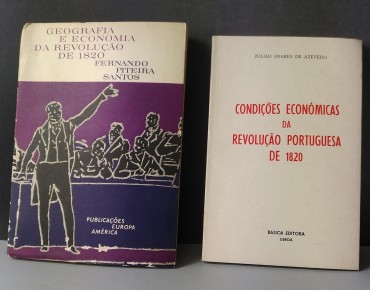 GEOGRAFIA
E ECONOMIA
DA REVOLUÇÃO
DE 1820
FERNANDO
PITEIRA
SANTOS
PUBLICAÇÕES
EUROPA
AMÉRICA
JULIÃO SOARES DE AZEVEDO
CONDIÇÕES ECONÓMICAS
DA
REVOLUÇÃO PORTUGUESA
DE 1820
BASICA EDITORA
LISBOA